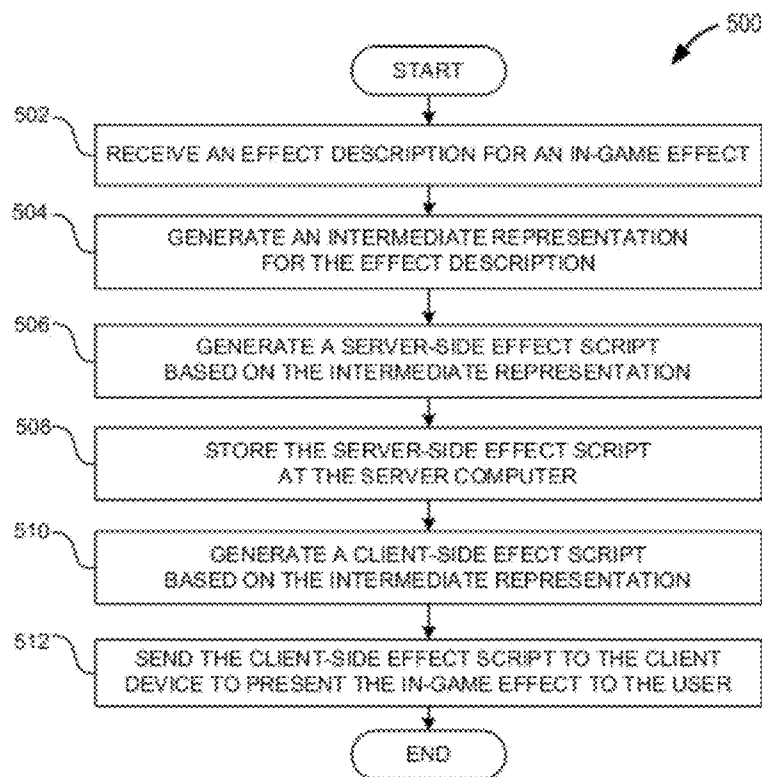 500
START
502
RECEIVE AN EFFECT DESCRIPTION FOR AN IN-GAME EFFECT
504
GENERATE AN INTERMEDIATE REPRESENTATION
FOR THE EFFECT DESCRIPTION
506
GENERATE A SERVER-SIDE EFFECT SCRIPT
BASED ON THE INTERMEDIATE REPRESENTATION
508
STORE THE SERVER-SIDE EFFECT SCRIPT
AT THE SERVER COMPUTER
510
GENERATE A CLIENT-SIDE EFECT SCRIPT
BASED ON THE INTERMEDIATE REPRESENTATION
512
SEND THE CLIENT-SIDE EFFECT SCRIPT TO THE CLIENT
DEVICE TO PRESENT THE IN-GAME EFFECT TO THE USER
END